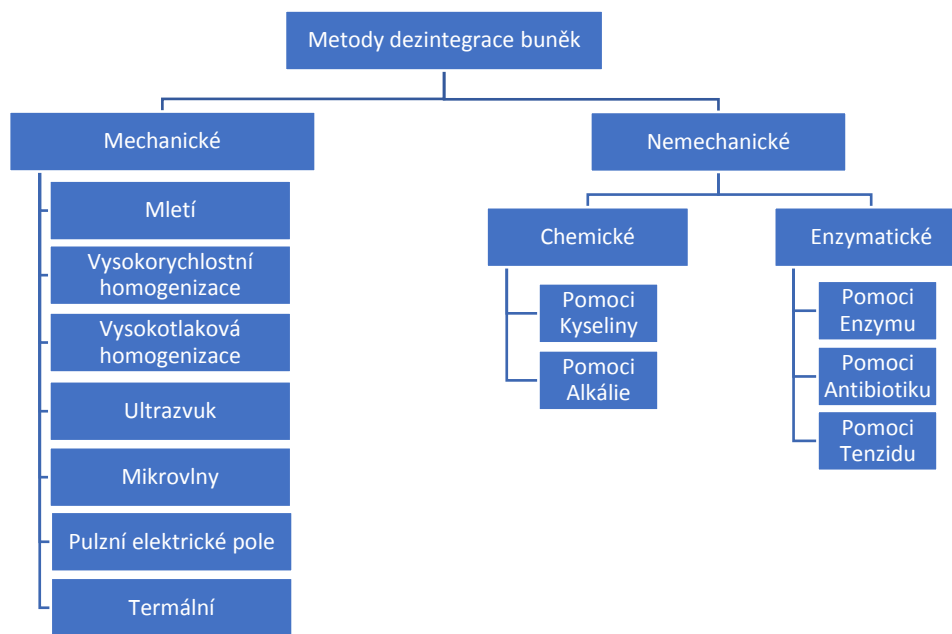 Metody dezintegrace buněk
Mechanické
Mletí
Vysokorychlostní
homogenizace
Vysokotlaková
homogenizace
Ultrazvuk
Mikrovlny
Pulzní elektrické pole
Termální
Nemechanické
Chemické
Pomoci
Kyseliny
Pomoci
Alkálie
Enzymatické
Pomoci
Enzymu
Pomoci
Antibiotiku
Pomoci
Tenzidu